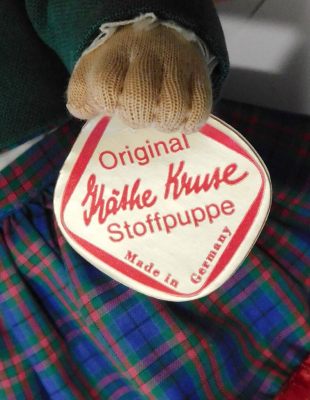 Original
Käthe Kruse
Stoffpuppe
Made in Germany